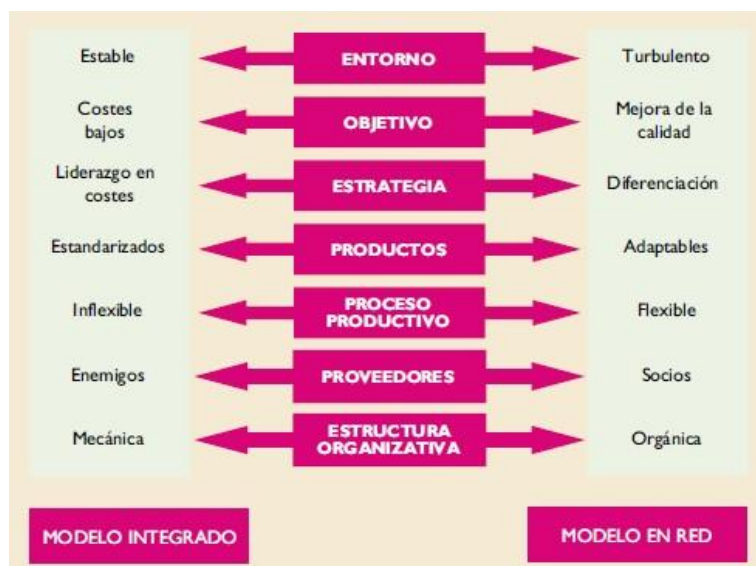 Estable
ENTORNO
Turbulento
Costes
bajos
OBJETIVO
Mejora de la
calidad
Liderazgo en
costes
ESTRATEGIA
Diferenciación
Estandarizados
PRODUCTOS
Adaptables
Inflexible
PROCESO
PRODUCTIVO
Flexible
Enemigos
PROVEEDORES
Socios
Mecánica
ESTRUCTURA
ORGANIZATIVA
Orgánica
MODELO INTEGRADO
MODELO EN RED